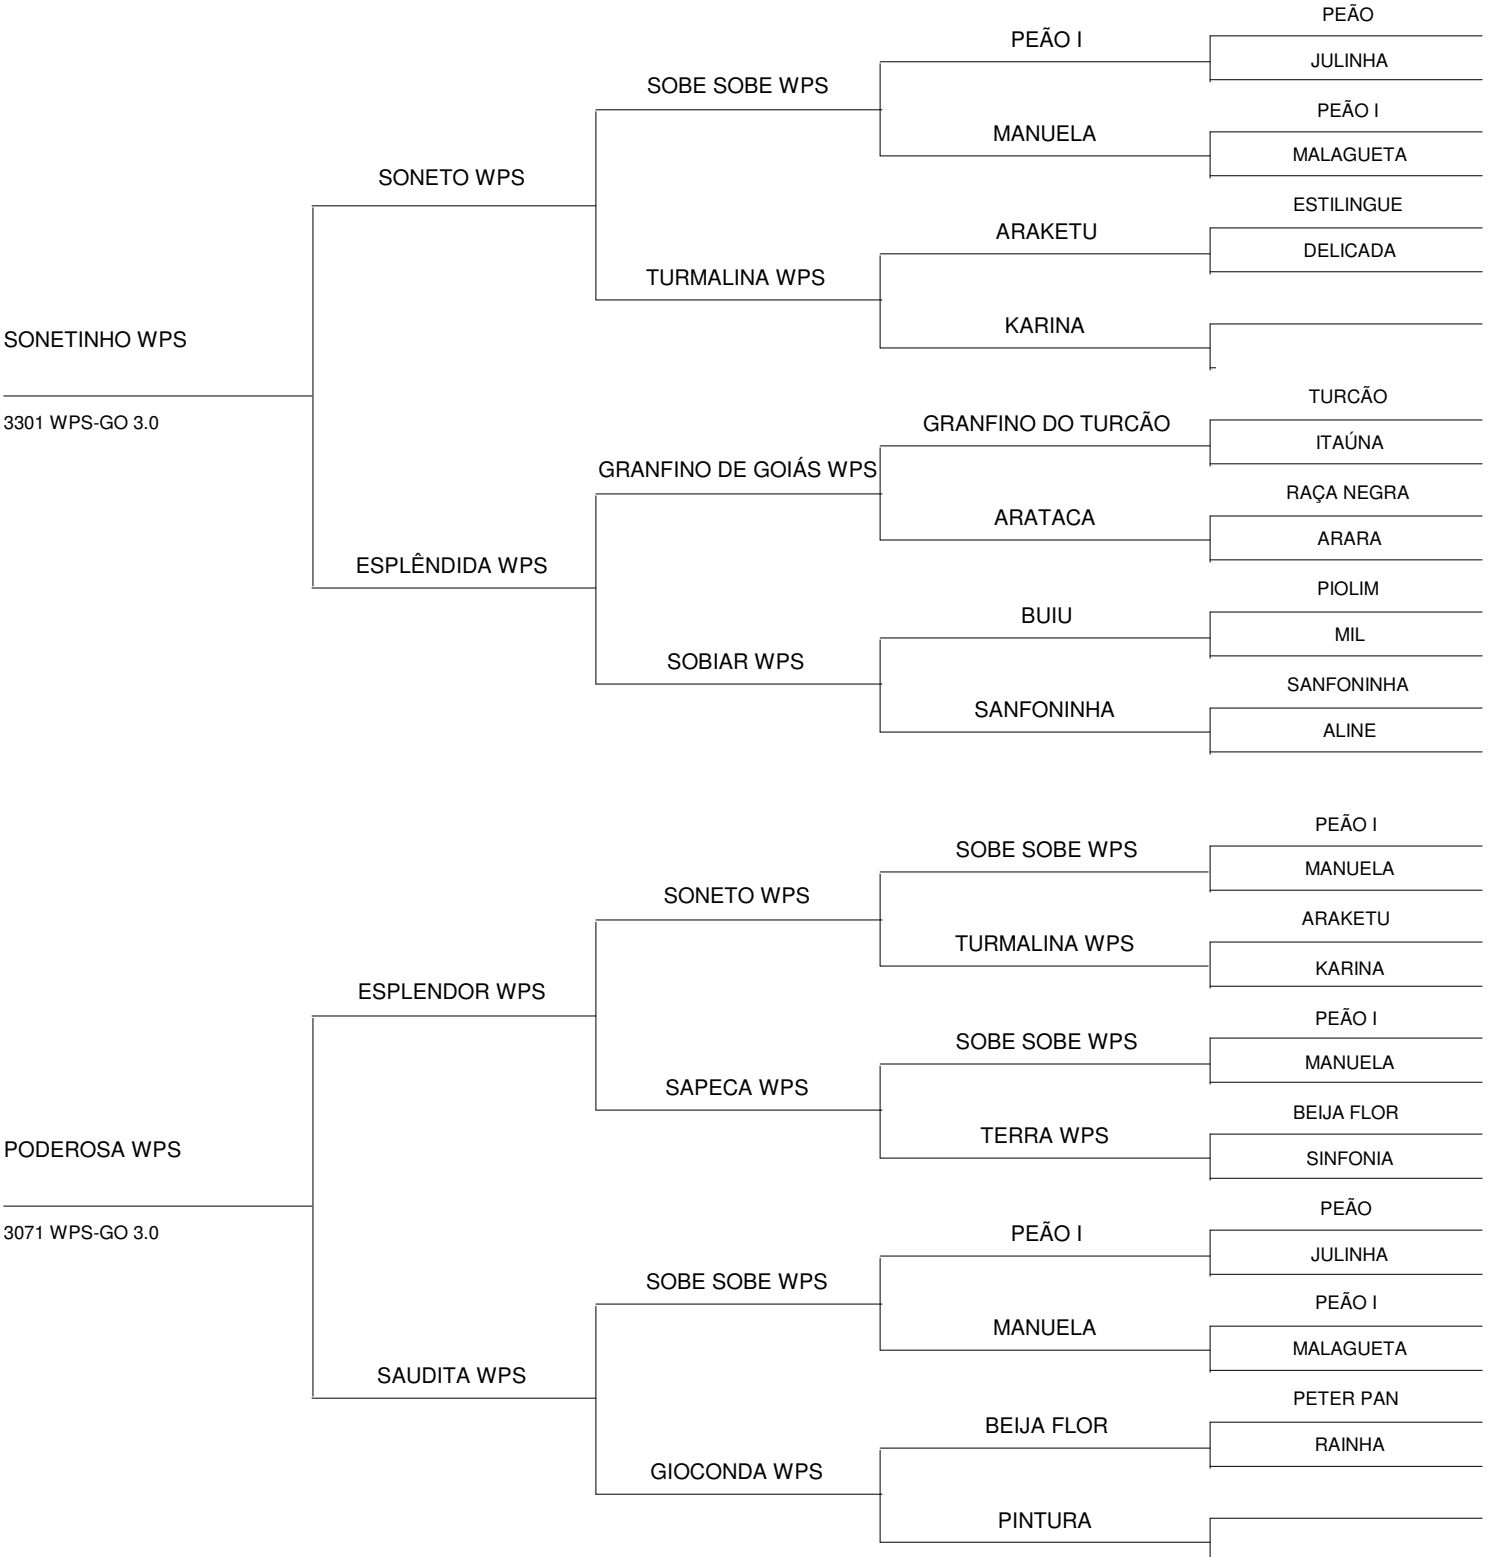 PEÃO
PEÃO I
JULINHA
SOBE SOBE WPS
PEÃO I
MANUELA
MALAGUETA
SONETO WPS
ESTILINGUE
ARAKETU
DELICADA
TURMALINA WPS
KARINA
SONETINHO WPS
TURCÃO
3301 WPS-GO 3.0
GRANFINO DO TURCÃO
ITAÚNA
GRANFINO DE GOIÁS WPS
RAÇA NEGRA
ARATACA
ARARA
ESPLÊNDIDA WPS
PIOLIM
BUIU
MIL
SOBIAR WPS
SANFONINHA
SANFONINHA
ALINE
PEÃO I
SOBE SOBE WPS
MANUELA
SONETO WPS
ARAKETU
TURMALINA WPS
KARINA
ESPLENDOR WPS
PEÃO I
SOBE SOBE WPS
MANUELA
SAPECA WPS
BEIJA FLOR
TERRA WPS
PODEROSA WPS
SINFONIA
PEÃO
3071 WPS-GO 3.0
PEÃO I
JULINHA
SOBE SOBE WPS
PEÃO I
MANUELA
MALAGUETA
SAUDITA WPS
PETER PAN
BEIJA FLOR
RAINHA
GIOCONDA WPS
PINTURA